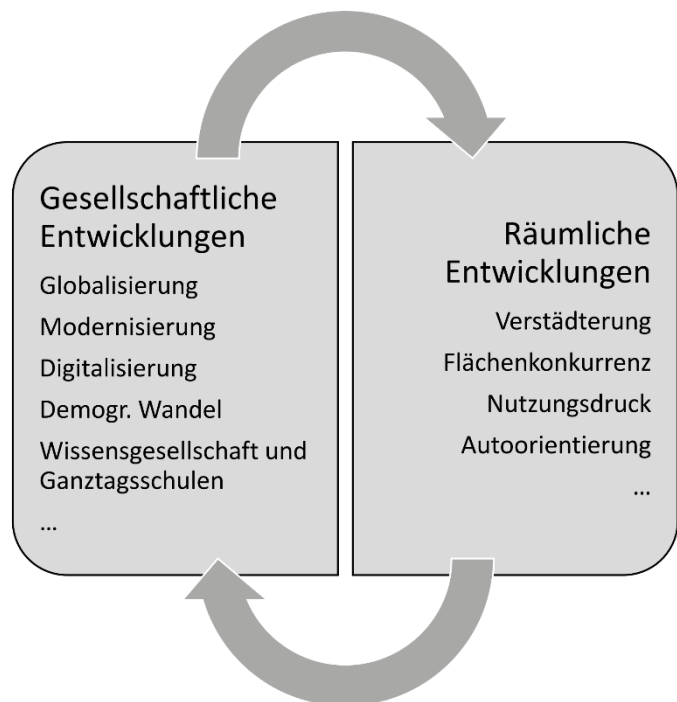 Gesellschaftliche
Entwicklungen
Globalisierung
Modernisierung
Digitalisierung
Demogr. Wandel
Wissensgesellschaft und
Ganztagsschulen
...
Räumliche
Entwicklungen
Verstädterung
Flächenkonkurrenz
Nutzungsdruck
Autoorientierung
...